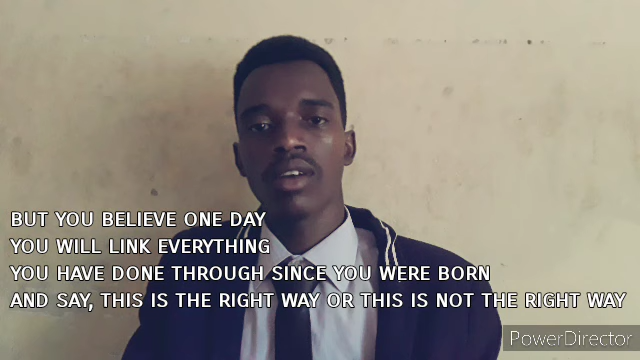 BUT YOU BELIEVE ONE DAY
YOU WILL LINK EVERYTHING
YOU HAVE DONE THROUGH SINCE YOU WERE BORN
AND SAY, THIS IS THE RIGHT WAY OR THIS IS NOT THE RIGHT WAY
PowerDirector